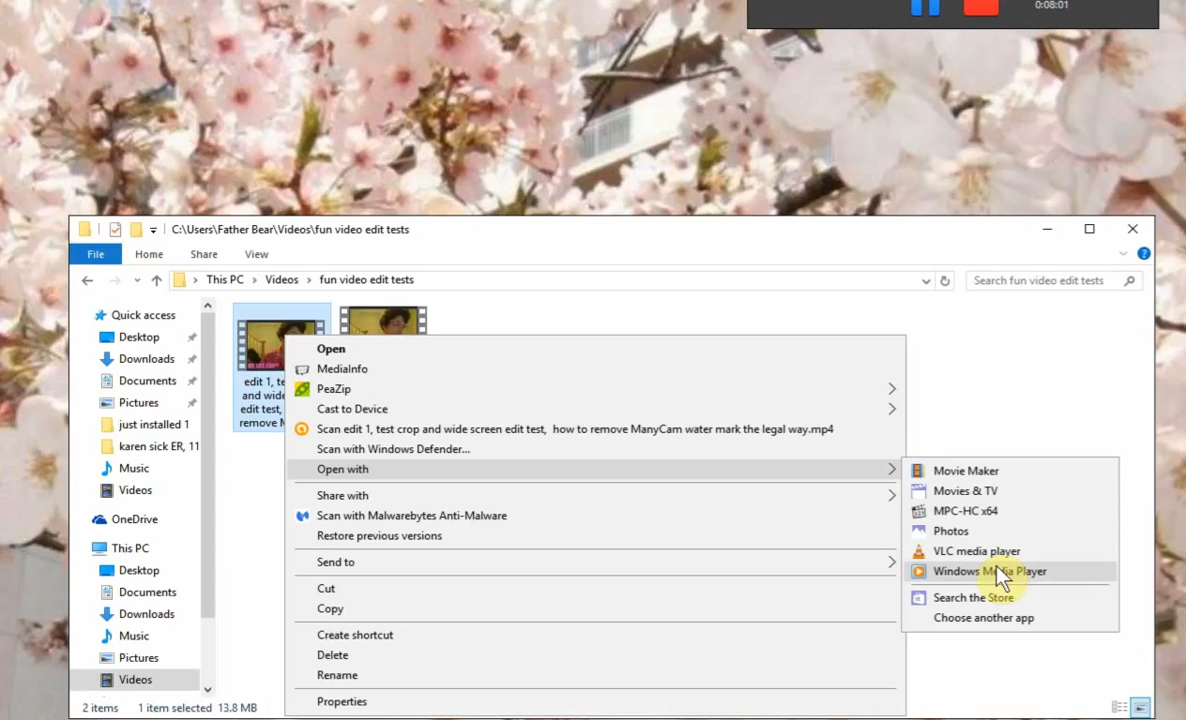 0:08:01
C:\Users\Father Bear\Videos\fun video edit tests
File Home Share View
This PC Videos fun video edit tests
Search fun video edit tests
Quick access
Desktop
Downloads
Documents
Pictures
just installed 1
karen sick ER, 11
Music
Videos
OneDrive
This PC
Desktop
Documents
Downloads
Music
Pictures
Videos
edit 1, te
and wide
edit test,
remove M
Open
MediaInfo
PeaZip
Cast to Device
Scan edit 1, test crop and wide screen edit test, how to remove ManyCam water mark the legal way.mp4
Scan with Windows Defender...
Open with
Share with
Scan with Malwarebytes Anti-Malware
Restore previous versions
Send to
Cut
Copy
Create shortcut
Delete
Rename
Properties
Movie Maker
Movies & TV
MPC-HC x64
Photos
VLC media player
Windows Media Player
Search the Store
Choose another app
2 items 1 item selected 13.8 MB